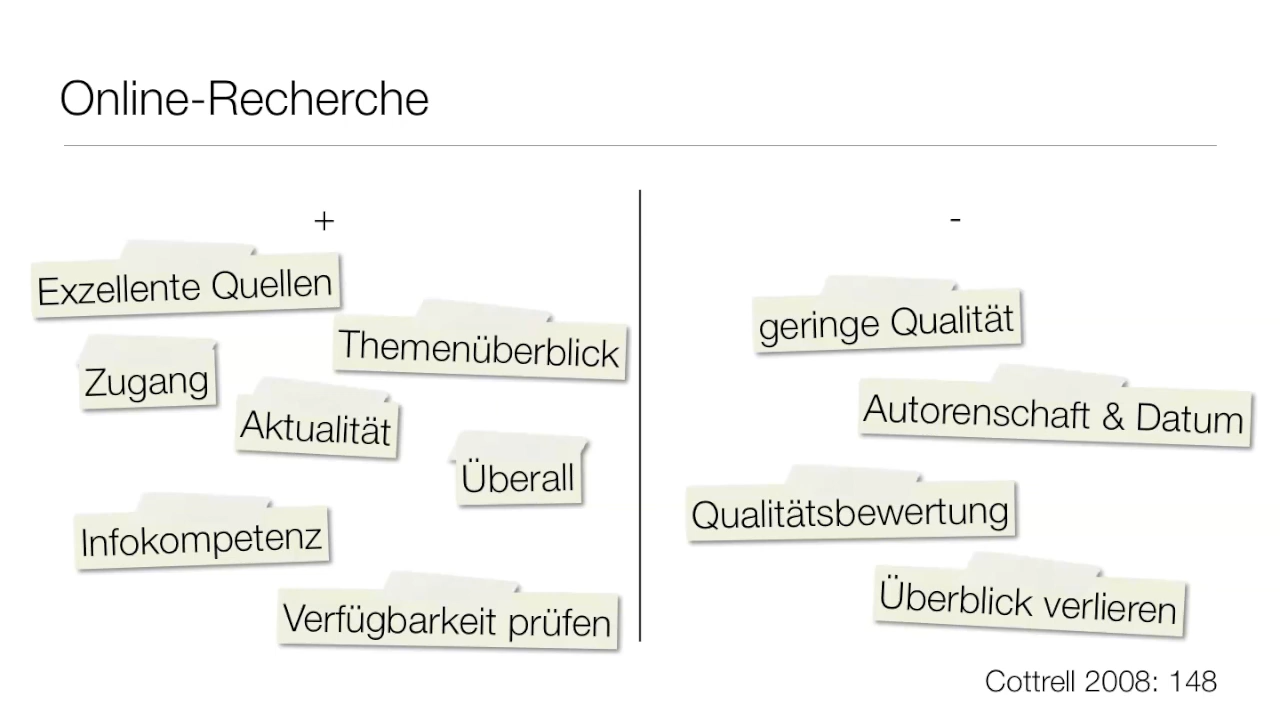 Online-Recherche
+
Exzellente Quellen
Themenüberblick
Zugang
Aktualität
Überall
Infokompetenz
Verfügbarkeit prüfen
-
geringe Qualität
Autorenschaft & Datum
Qualitätsbewertung
Überblick verlieren
Cottrell 2008: 148